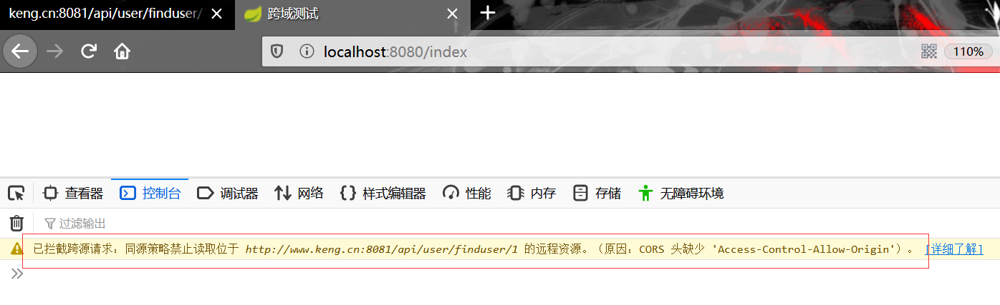 keng.cn:8081/api/user/finduser/ 跨域测试
localhost:8080/index 110%
查看器 控制台 调试器 网络 样式编辑器 性能 内存 存储 无障碍环境
过滤输出
已拦截跨源请求：同源策略禁止读取位于 http://www.keng.cn:8081/api/user/finduser/1 的远程资源。（原因：CORS 头缺少 'Access-Control-Allow-Origin'）。 [详细了解]